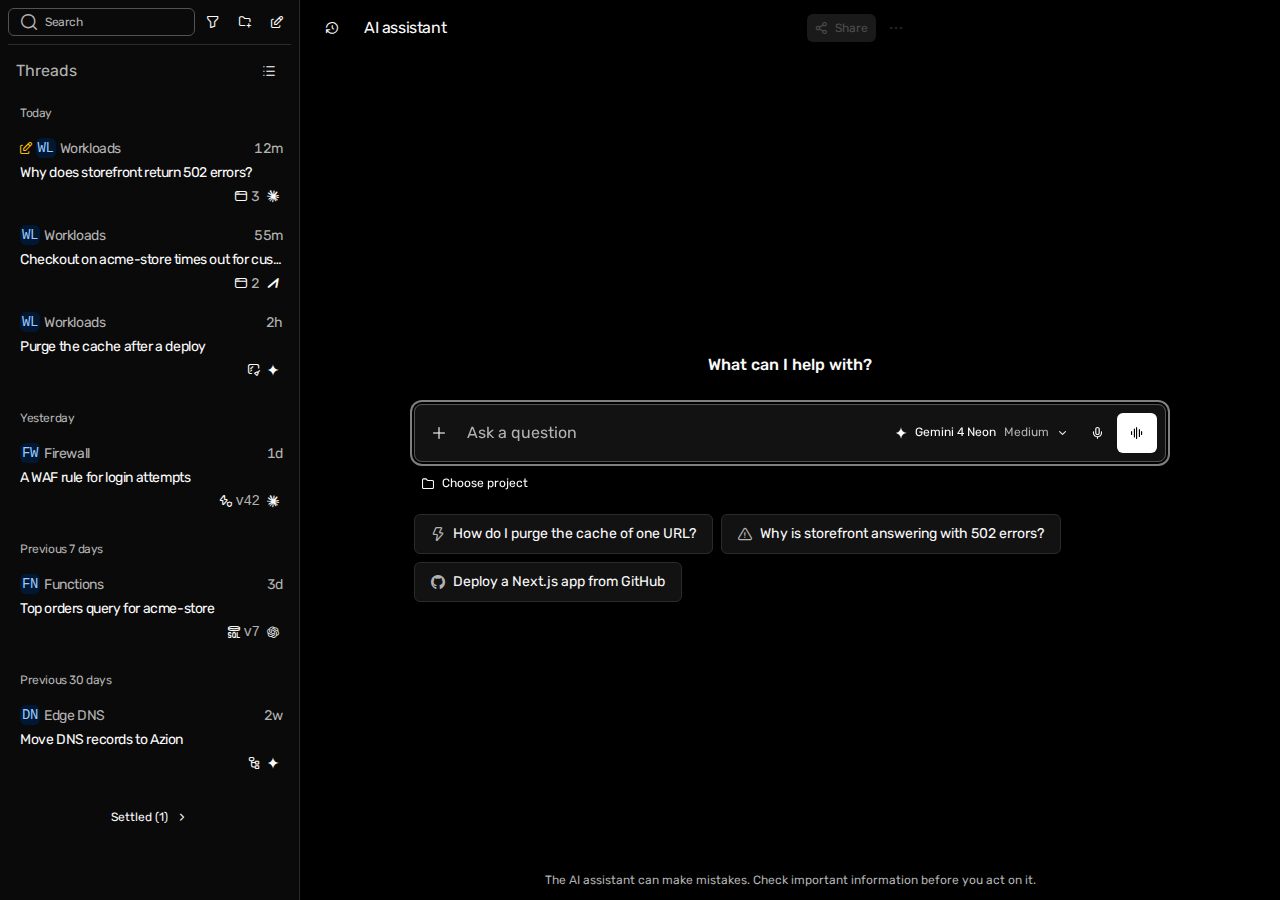 Search
AI assistant
Share
Threads
Today
WL Workloads 12m
Why does storefront return 502 errors?
3
WL Workloads 55m
Checkout on acme-store times out for cus…
2
WL Workloads 2h
Purge the cache after a deploy
Yesterday
FW Firewall 1d
A WAF rule for login attempts
v42
Previous 7 days
FN Functions 3d
Top orders query for acme-store
SQL v7
Previous 30 days
DN Edge DNS 2w
Move DNS records to Azion
Settled (1)
What can I help with?
Ask a question
Gemini 4 Neon Medium
Choose project
How do I purge the cache of one URL?
Why is storefront answering with 502 errors?
Deploy a Next.js app from GitHub
The AI assistant can make mistakes. Check important information before you act on it.